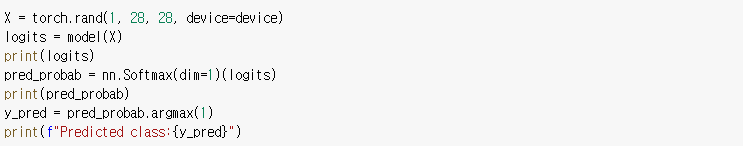 X = torch.rand(1, 28, 28, device=device)
logits = model(X)
print(logits)
pred_probab = nn.Softmax(dim=1)(logits)
print(pred_probab)
y_pred = pred_probab.argmax(1)
print(f"Predicted class:{y_pred}")